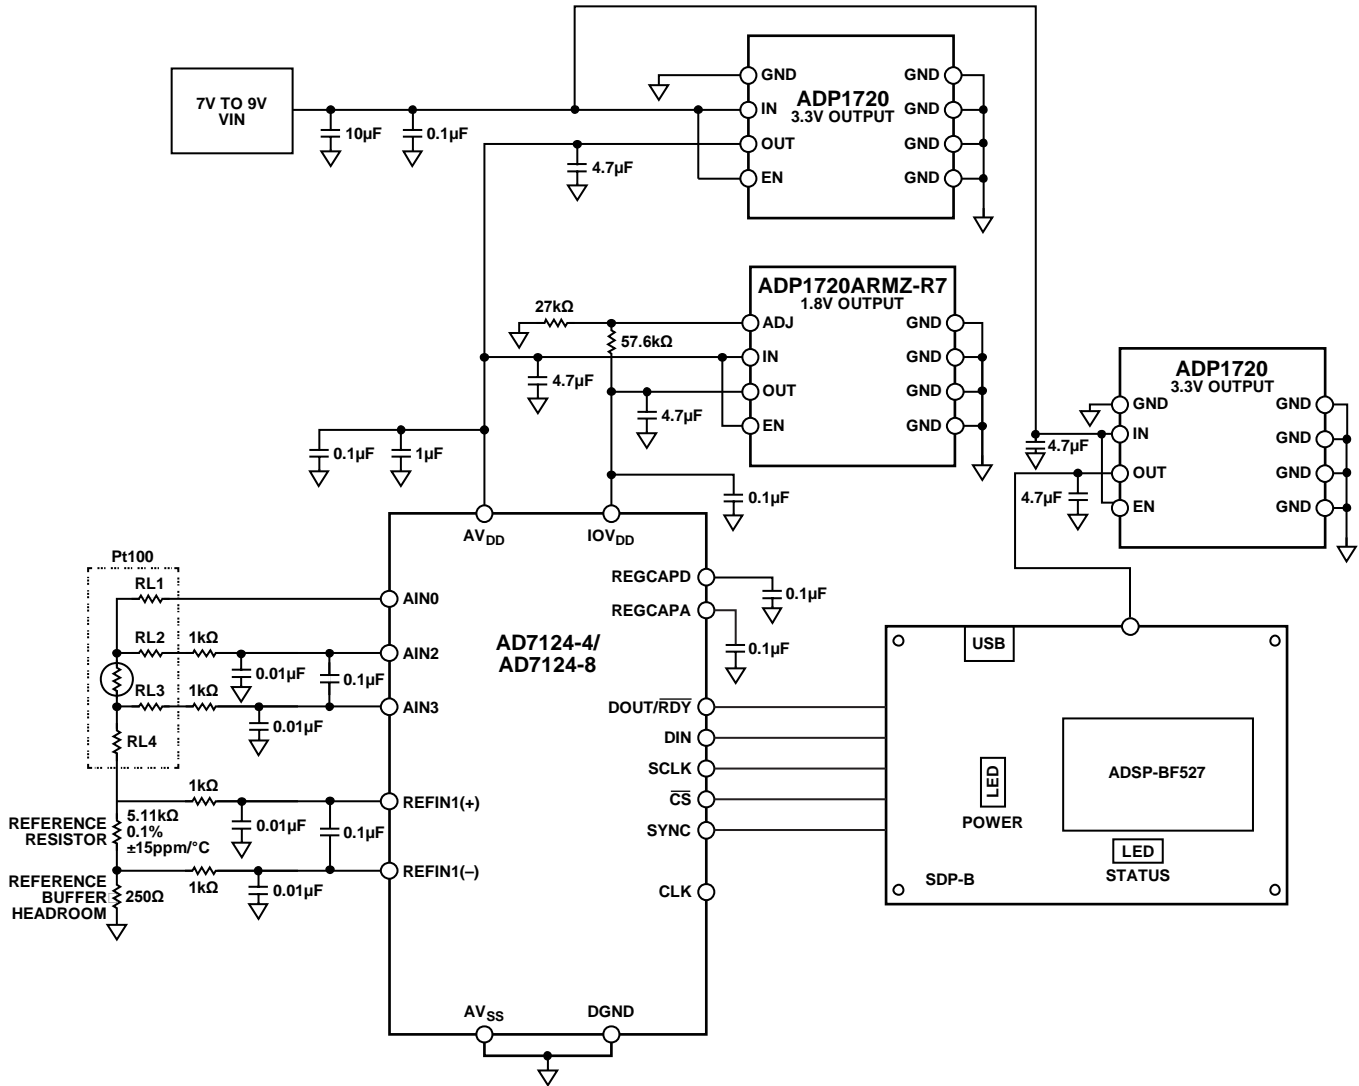 7V TO 9V
VIN
10µF
0.1µF
4.7µF
GND
IN
OUT
EN
ADP1720
3.3V OUTPUT
GND
GND
GND
GND
27kΩ
57.6kΩ
4.7µF
4.7µF
ADP1720ARMZ-R7
1.8V OUTPUT
ADJ
IN
OUT
EN
GND
GND
GND
GND
ADP1720
3.3V OUTPUT
GND
IN
OUT
EN
GND
GND
GND
GND
4.7µF
4.7µF
0.1µF
1µF
0.1µF
AVDD
IOVDD
Pt100
RL1
RL2
RL3
RL4
1kΩ
1kΩ
0.01µF
0.1µF
0.01µF
AIN0
AIN2
AIN3
AD7124-4/
AD7124-8
REGCAPD
REGCAPA
0.1µF
0.1µF
DOUT/RDY
DIN
SCLK
CS
SYNC
CLK
1kΩ
0.01µF
0.1µF
REFIN1(+)
REFERENCE
RESISTOR
5.11kΩ
0.1%
±15ppm/°C
1kΩ
0.01µF
REFIN1(–)
REFERENCE
BUFFER
HEADROOM
250Ω
AVSS
DGND
USB
LED
POWER
ADSP-BF527
LED
STATUS
SDP-B